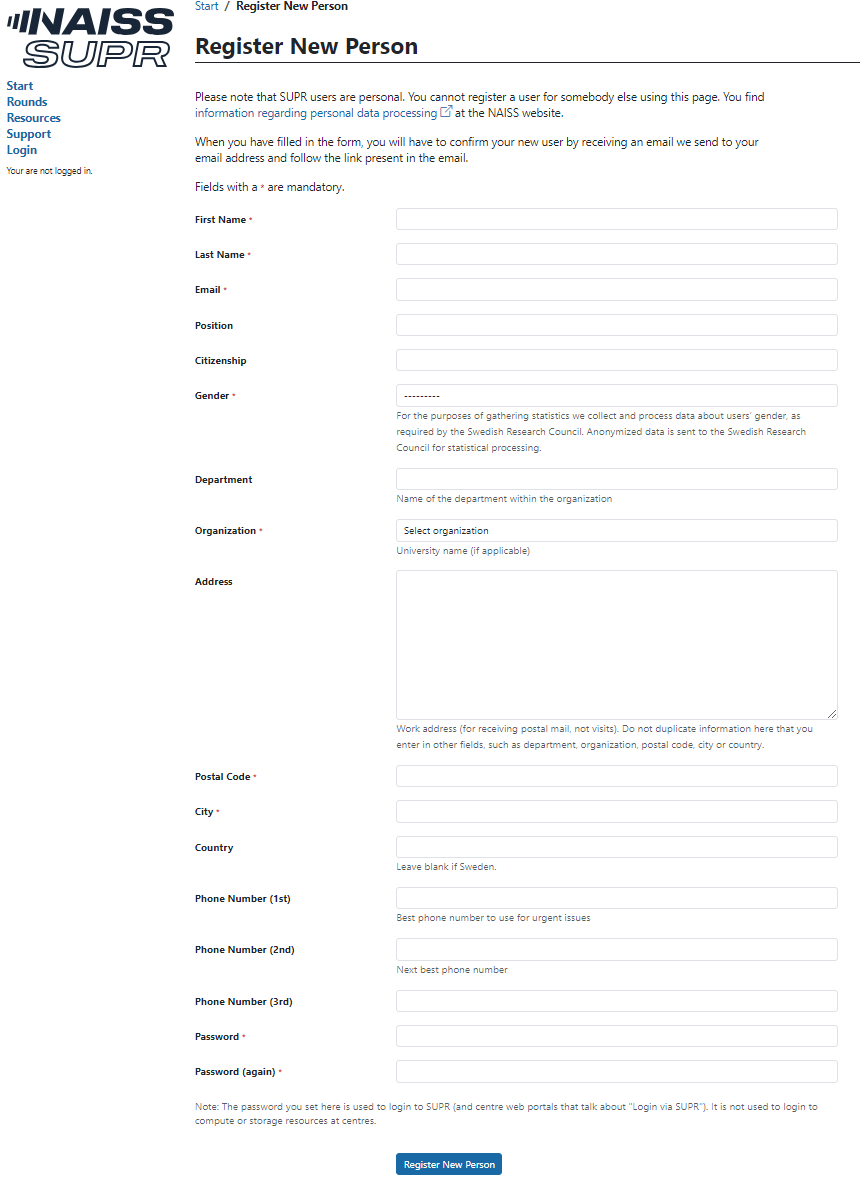 NAISS
SUPR
Start
Rounds
Resources
Support
Login
Your are not logged in.
Start / Register New Person
Register New Person
Please note that SUPR users are personal. You cannot register a user for somebody else using this page. You find
information regarding personal data processing at the NAISS website.
When you have filled in the form, you will have to confirm your new user by receiving an email we send to your
email address and follow the link present in the email.
Fields with a * are mandatory.
First Name *
Last Name *
Email *
Position
Citizenship
Gender *
---------
For the purposes of gathering statistics we collect and process data about users' gender, as
required by the Swedish Research Council. Anonymized data is sent to the Swedish Research
Council for statistical processing.
Department
Name of the department within the organization
Organization *
Select organization
University name (if applicable)
Address
Work address (for receiving postal mail, not visits). Do not duplicate information here that you
enter in other fields, such as department, organization, postal code, city or country.
Postal Code *
City *
Country
Leave blank if Sweden.
Phone Number (1st)
Best phone number to use for urgent issues
Phone Number (2nd)
Next best phone number
Phone Number (3rd)
Password *
Password (again) *
Note: The password you set here is used to login to SUPR (and centre web portals that talk about "Login via SUPR"). It is not used to login to
compute or storage resources at centres.
Register New Person